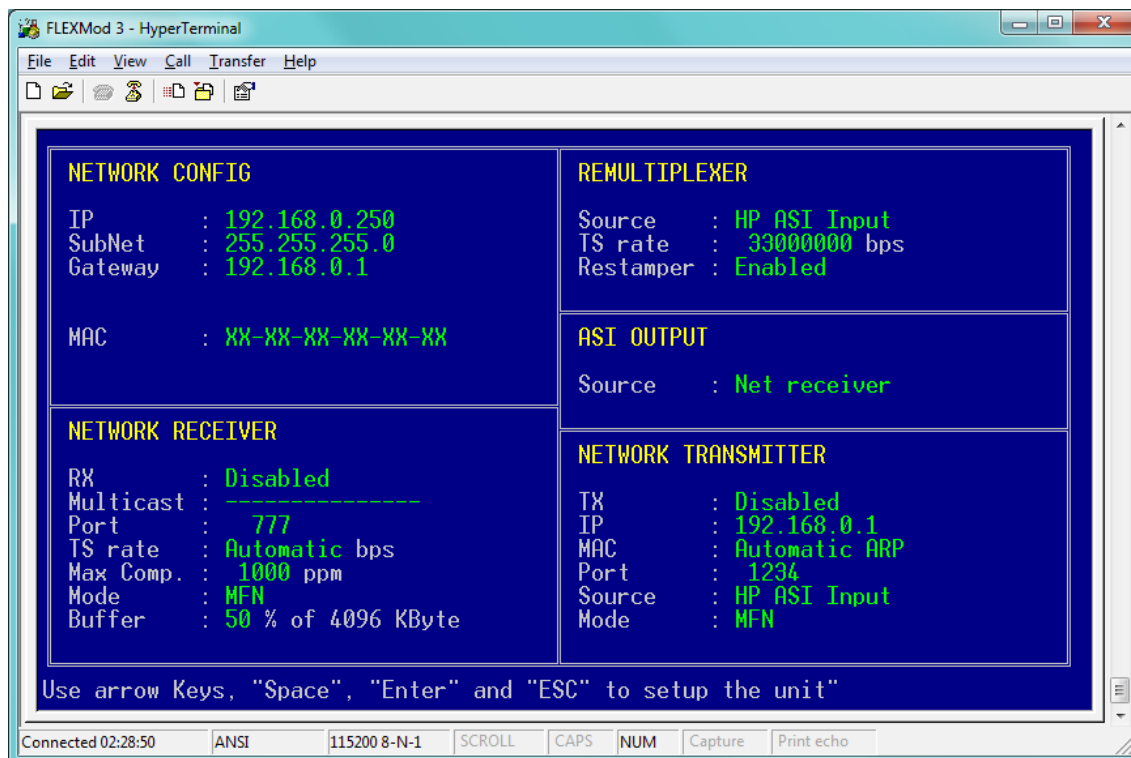 FLEXMod 3 - HyperTerminal
File Edit View Call Transfer Help
NETWORK CONFIG
IP : 192.168.0.250
SubNet : 255.255.255.0
Gateway : 192.168.0.1
MAC : XX-XX-XX-XX-XX-XX
NETWORK RECEIVER
RX : Disabled
Multicast : ---------------
Port : 777
TS rate : Automatic bps
Max Comp. : 1000 ppm
Mode : MFN
Buffer : 50 % of 4096 KByte
REMULTIPLEXER
Source : HP ASI Input
TS rate : 33000000 bps
Restamper : Enabled
ASI OUTPUT
Source : Net receiver
NETWORK TRANSMITTER
TX : Disabled
IP : 192.168.0.1
MAC : Automatic ARP
Port : 1234
Source : HP ASI Input
Mode : MFN
Use arrow Keys, "Space", "Enter" and "ESC" to setup the unit"
Connected 02:28:50 ANSI 115200 8-N-1 SCROLL CAPS NUM Capture Print echo